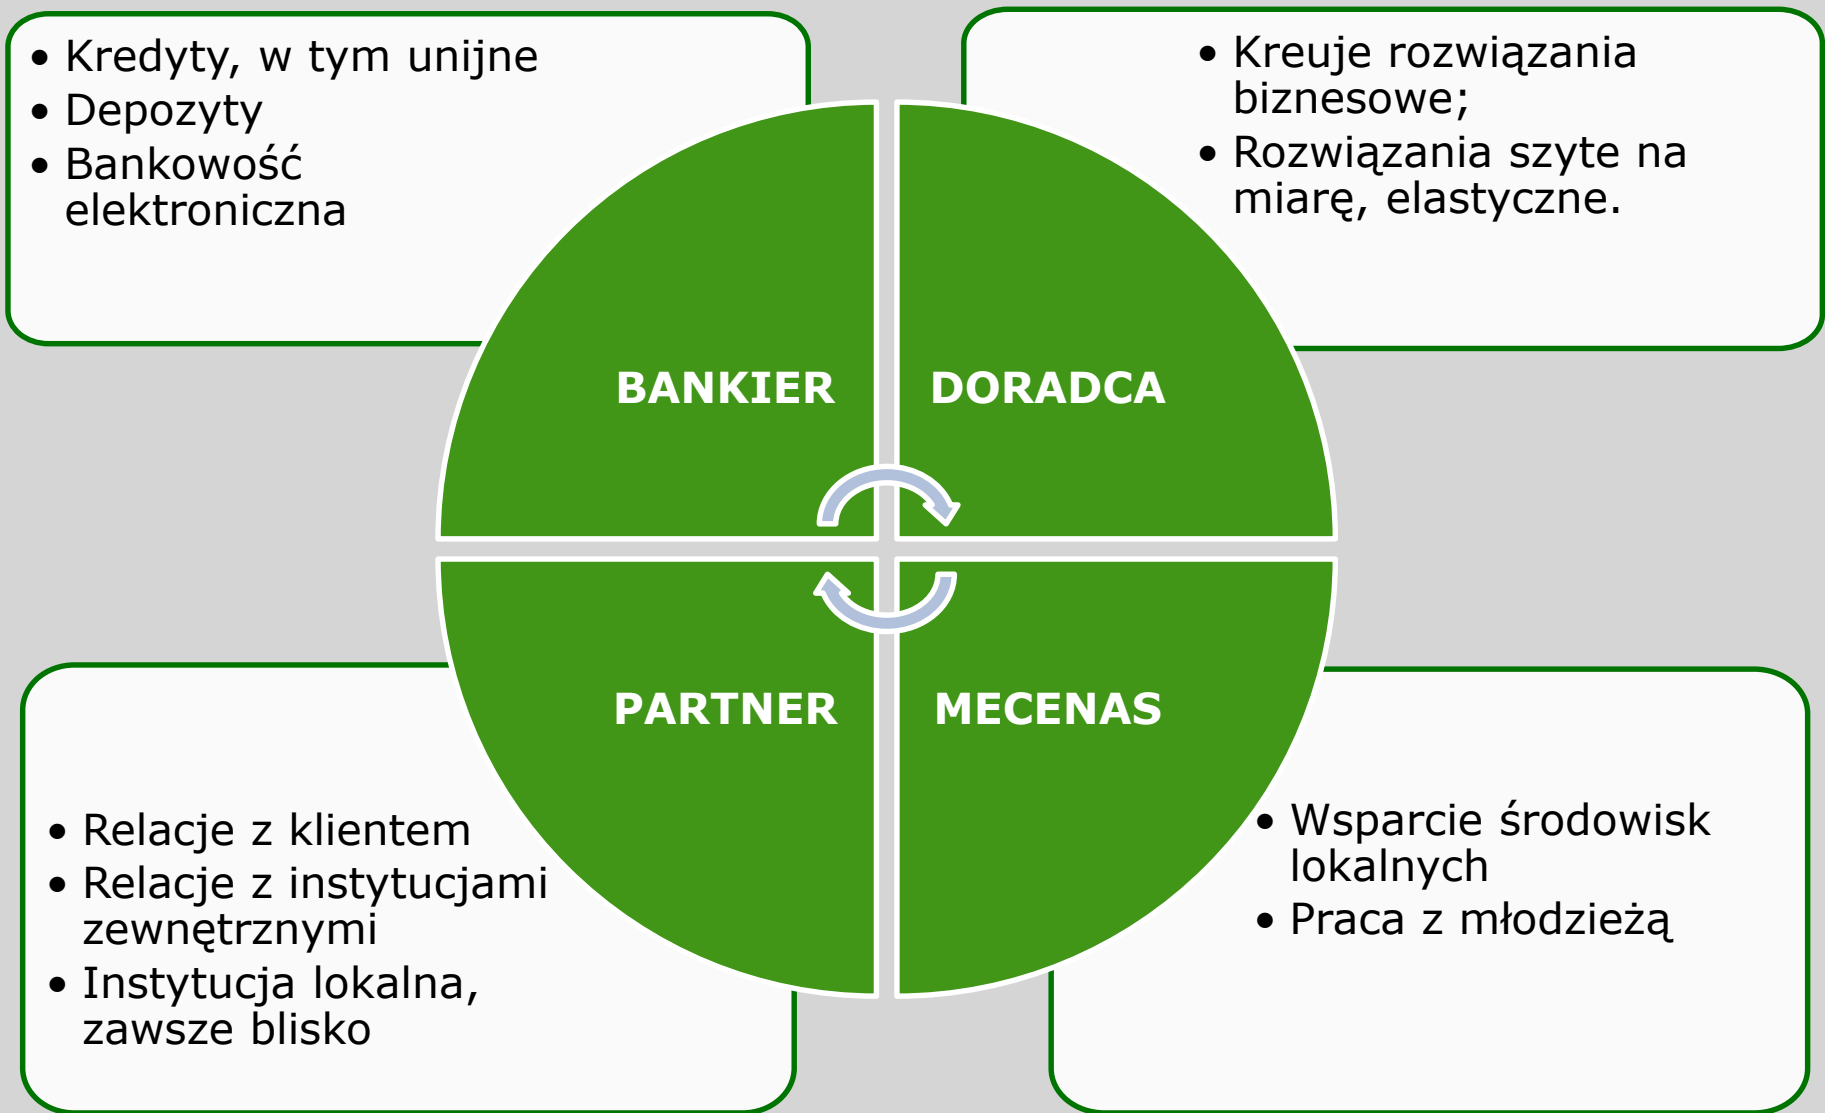 • Kredyty, w tym unijne
• Depozyty
• Bankowość
elektroniczna
• Kreuje rozwiązania
biznesowe;
• Rozwiązania szyte na
miarę, elastyczne.
BANKIER
DORADCA
PARTNER
MECENAS
• Relacje z klientem
• Relacje z instytucjami
zewnętrznymi
• Instytucja lokalna,
zawsze blisko
• Wsparcie środowisk
lokalnych
• Praca z młodzieżą